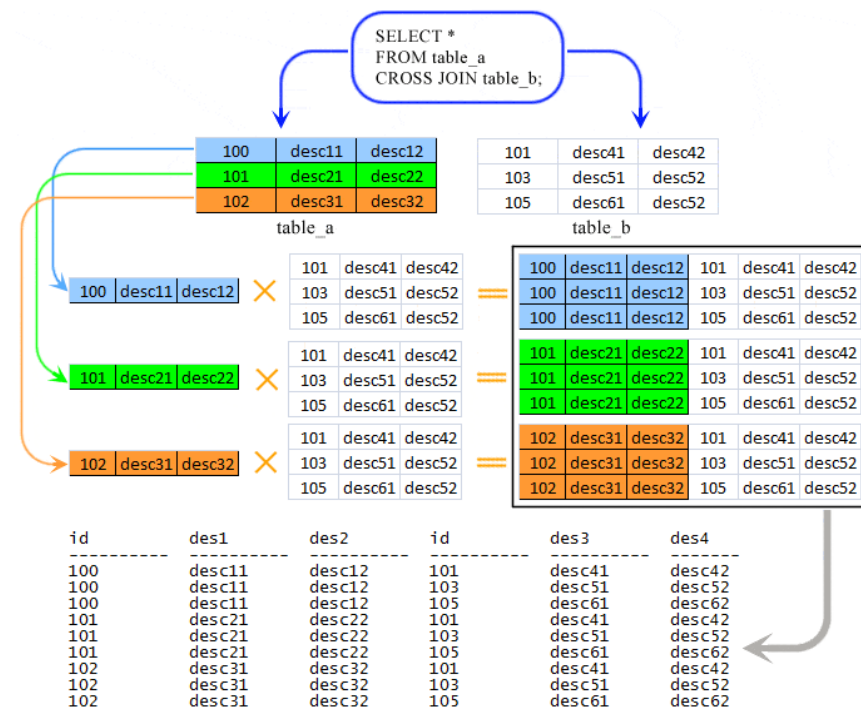 SELECT *
FROM table_a
CROSS JOIN table_b;
100 desc11 desc12
101 desc21 desc22
102 desc31 desc32
table_a
101 desc41 desc42
103 desc51 desc52
105 desc61 desc52
table_b
100 desc11 desc12 × 101 desc41 desc42
103 desc51 desc52
105 desc61 desc52
=
100 desc11 desc12 101 desc41 desc42
100 desc11 desc12 103 desc51 desc52
100 desc11 desc12 105 desc61 desc52
101 desc21 desc22 × 101 desc41 desc42
103 desc51 desc52
105 desc61 desc52
=
101 desc21 desc22 101 desc41 desc42
101 desc21 desc22 103 desc51 desc52
101 desc21 desc22 105 desc61 desc52
102 desc31 desc32 × 101 desc41 desc42
103 desc51 desc52
105 desc61 desc52
=
102 desc31 desc32 101 desc41 desc42
102 desc31 desc32 103 desc51 desc52
102 desc31 desc32 105 desc61 desc52
id des1 des2 id des3 des4
---------- ---------- ---------- ---------- ---------- -------
100 desc11 desc12 101 desc41 desc42
100 desc11 desc12 103 desc51 desc52
100 desc11 desc12 105 desc61 desc62
101 desc21 desc22 101 desc41 desc42
101 desc21 desc22 103 desc51 desc52
101 desc21 desc22 105 desc61 desc62
102 desc31 desc32 101 desc41 desc42
102 desc31 desc32 103 desc51 desc52
102 desc31 desc32 105 desc61 desc62